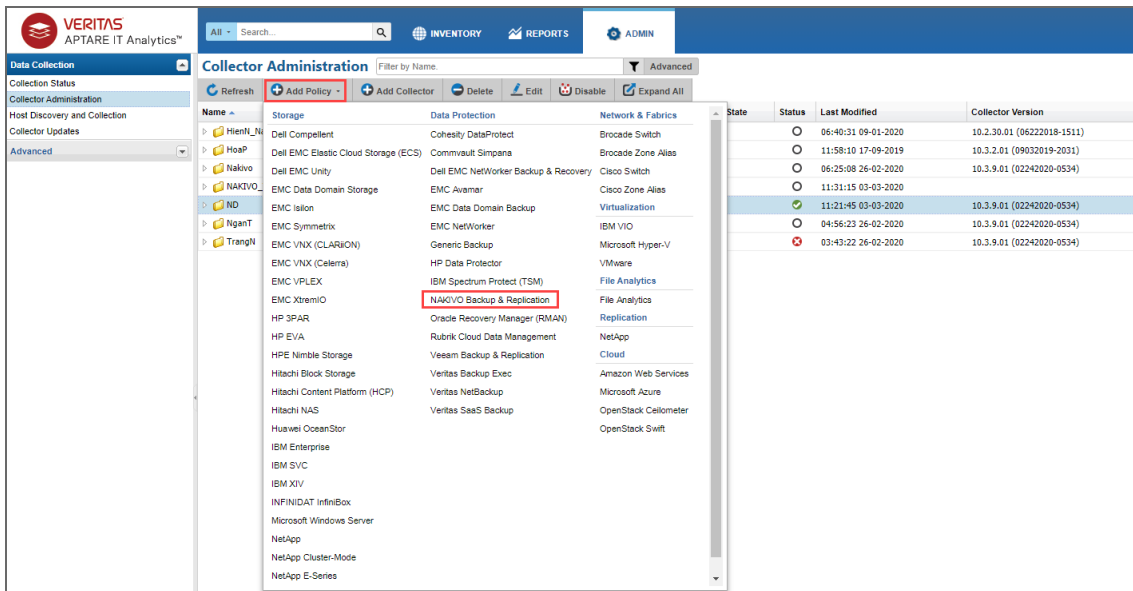 VERITAS
APTARE IT Analytics™
All Search...
INVENTORY REPORTS ADMIN
Data Collection
Collection Status
Collector Administration
Host Discovery and Collection
Collector Updates
Advanced
Collector Administration Filter by Name. Advanced
Refresh Add Policy Add Collector Delete Edit Disable Expand All
Name State Status Last Modified Collector Version
HienN_Na 06:40:31 09-01-2020 10.2.30.01 (06222018-1511)
HoaP 11:58:10 17-09-2019 10.3.2.01 (09032019-2031)
Nakivo 06:25:08 26-02-2020 10.3.9.01 (02242020-0534)
NAKIVO_ 11:31:15 03-03-2020
ND 11:21:45 03-03-2020 10.3.9.01 (02242020-0534)
NganT 04:56:23 26-02-2020 10.3.9.01 (02242020-0534)
TrangN 03:43:22 26-02-2020 10.3.9.01 (02242020-0534)
Storage Data Protection Network & Fabrics
Dell Compellent Cohesity DataProtect Brocade Switch
Dell EMC Elastic Cloud Storage (ECS) Commvault Simpana Brocade Zone Alias
Dell EMC Unity Dell EMC NetWorker Backup & Recovery Cisco Switch
EMC Data Domain Storage EMC Avamar Cisco Zone Alias
EMC Isilon EMC Data Domain Backup Virtualization
EMC Symmetrix EMC NetWorker IBM VIO
EMC VNX (CLARiiON) Generic Backup Microsoft Hyper-V
EMC VNX (Celerra) HP Data Protector VMware
EMC VPLEX IBM Spectrum Protect (TSM) File Analytics
EMC XtremIO NAKIVO Backup & Replication File Analytics
HP 3PAR Oracle Recovery Manager (RMAN) Replication
HP EVA Rubrik Cloud Data Management NetApp
HPE Nimble Storage Veeam Backup & Replication Cloud
Hitachi Block Storage Veritas Backup Exec Amazon Web Services
Hitachi Content Platform (HCP) Veritas NetBackup Microsoft Azure
Hitachi NAS Veritas SaaS Backup OpenStack Ceilometer
Huawei OceanStor OpenStack Swift
IBM Enterprise
IBM SVC
IBM XIV
INFINIDAT InfiniBox
Microsoft Windows Server
NetApp
NetApp Cluster-Mode
NetApp E-Series